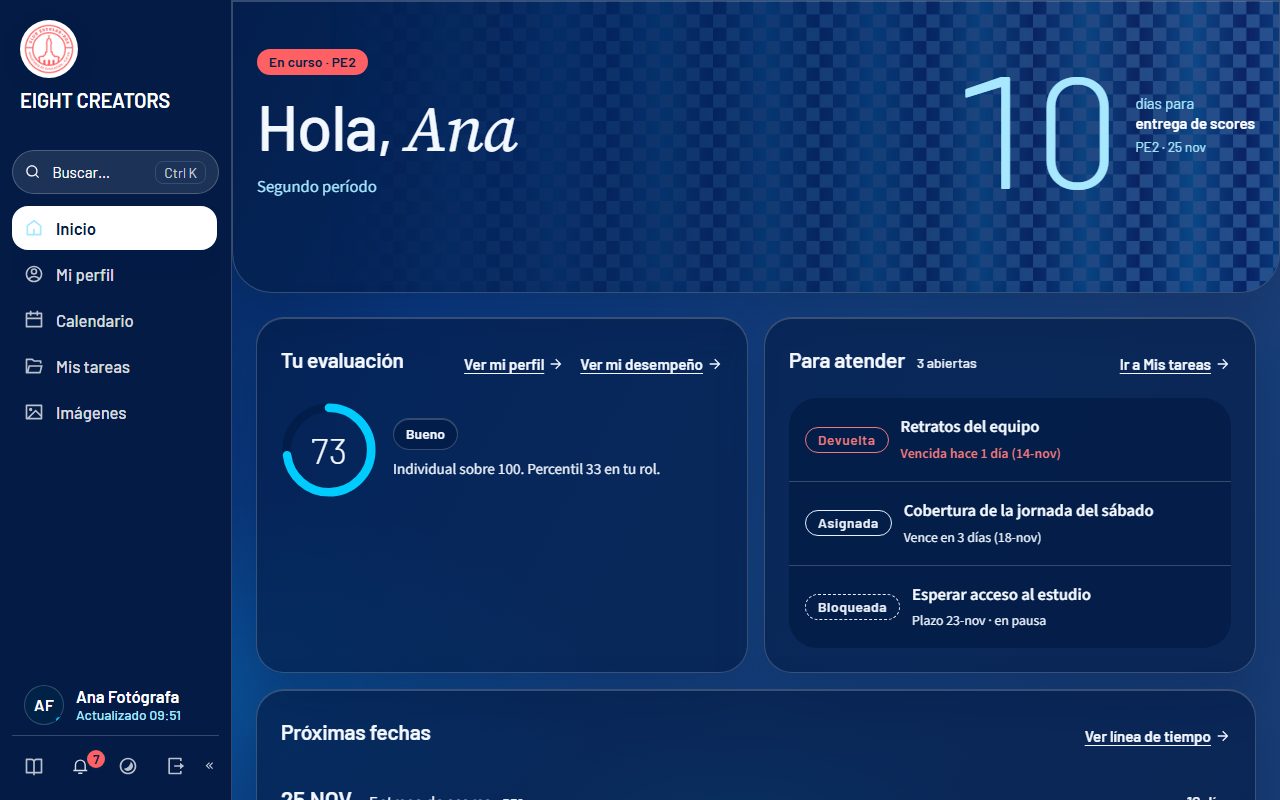 EIGHT CREATORS
Buscar...
Ctrl K
Inicio
Mi perfil
Calendario
Mis tareas
Imágenes
AF
Ana Fotógrafa
Actualizado 09:51
7
«
En curso · PE2
Hola, Ana
Segundo período
10
días para
entrega de scores
PE2 · 25 nov
Tu evaluación
Ver mi perfil →
Ver mi desempeño →
73
Bueno
Individual sobre 100. Percentil 33 en tu rol.
Para atender
3 abiertas
Ir a Mis tareas →
Devuelta
Retratos del equipo
Vencida hace 1 día (14-nov)
Asignada
Cobertura de la jornada del sábado
Vence en 3 días (18-nov)
Bloqueada
Esperar acceso al estudio
Plazo 23-nov · en pausa
Próximas fechas
Ver línea de tiempo →
25 NOV